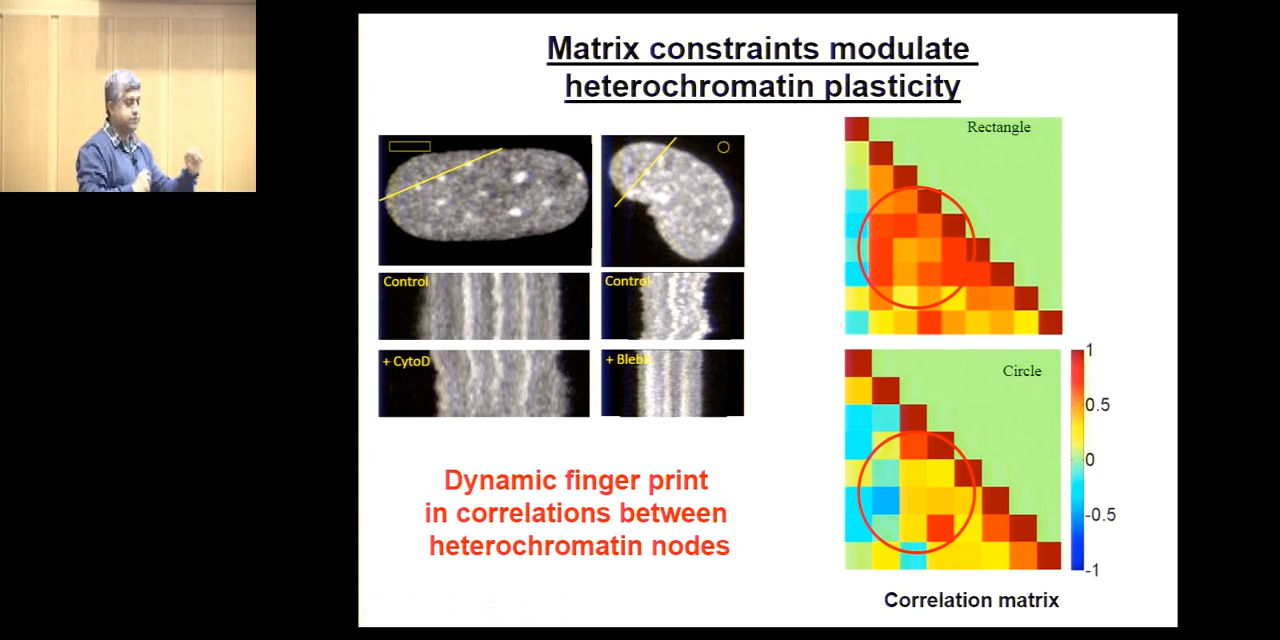 Matrix constraints modulate
heterochromatin plasticity
Control
Control
+ CytoD
+ Blebb
Dynamic finger print
in correlations between
heterochromatin nodes
Rectangle
Circle
1
0.5
0
-0.5
-1
Correlation matrix